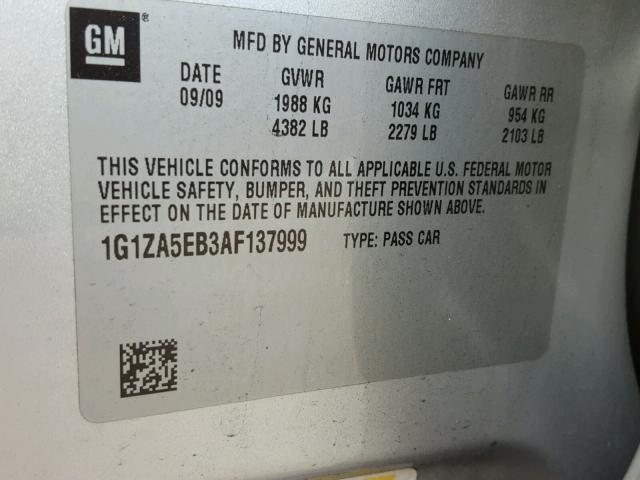 GM ®
MFD BY GENERAL MOTORS COMPANY
DATE GVWR GAWR FRT GAWR RR
09/09 1988 KG 1034 KG 954 KG
4382 LB 2279 LB 2103 LB
THIS VEHICLE CONFORMS TO ALL APPLICABLE U.S. FEDERAL MOTOR
VEHICLE SAFETY, BUMPER, AND THEFT PREVENTION STANDARDS IN
EFFECT ON THE DATE OF MANUFACTURE SHOWN ABOVE.
1G1ZA5EB3AF137999 TYPE: PASS CAR